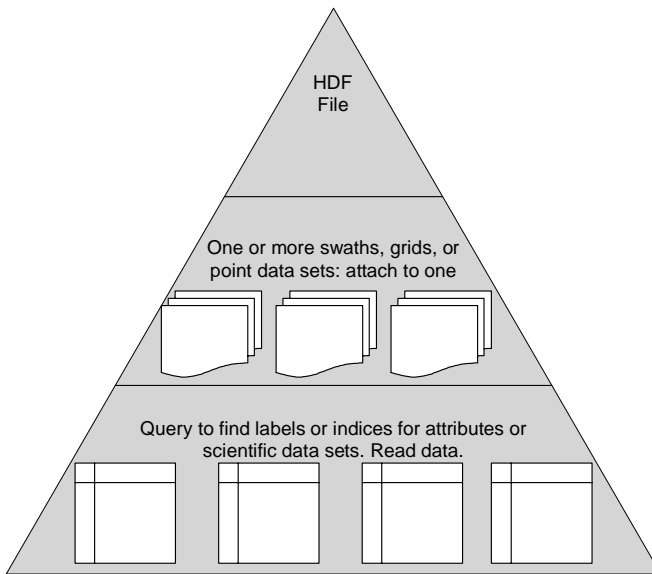 HDF
File
One or more swaths, grids, or
point data sets: attach to one
Query to find labels or indices for attributes or
scientific data sets. Read data.